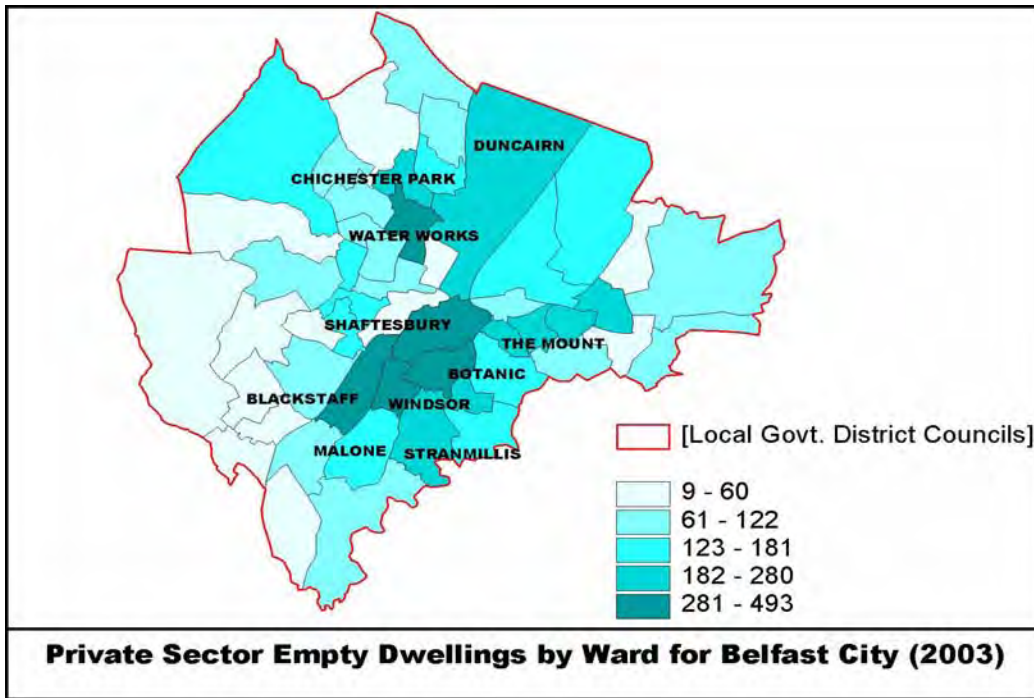 DUNCAIRN
CHICHESTER PARK
WATER WORKS
SHAFTESBURY
THE MOUNT
BOTANIC
BLACKSTAFF
WINDSOR
MALONE
STRANMILLIS
[Local Govt. District Councils]
9 - 60
61 - 122
123 - 181
182 - 280
281 - 493
Private Sector Empty Dwellings by Ward for Belfast City (2003)